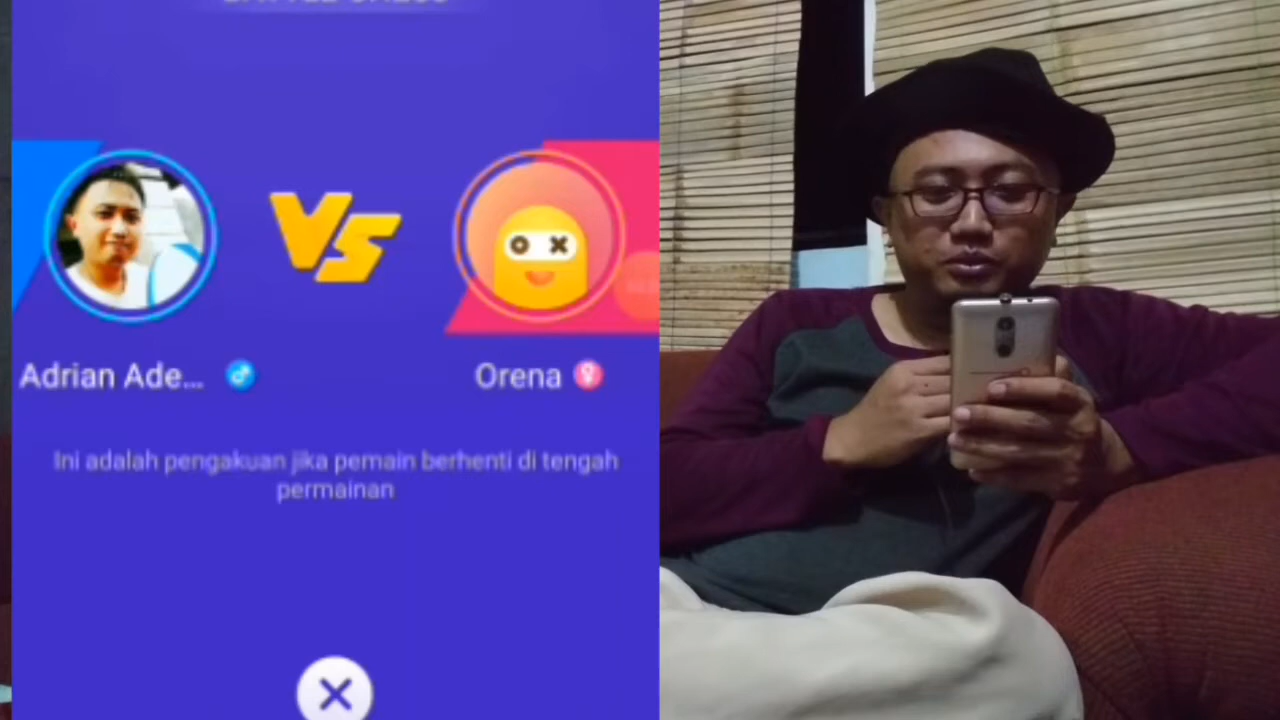 VS
Adrian Ade...
Orena
Ini adalah pengakuan jika pemain berhenti di tengah
permainan